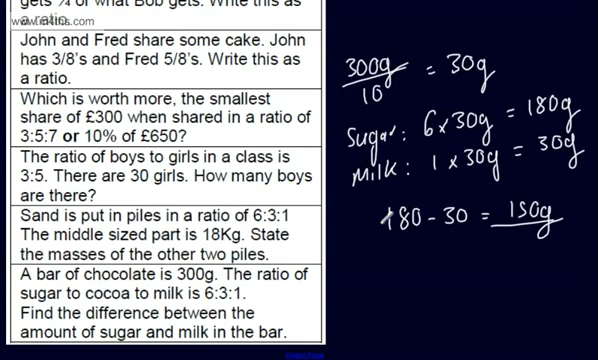 gets ¼ of what Bob gets. Write this as
a ratio.
John and Fred share some cake. John
has 3/8's and Fred 5/8's. Write this as
a ratio.
Which is worth more, the smallest
share of £300 when shared in a ratio of
3:5:7 or 10% of £650?
The ratio of boys to girls in a class is
3:5. There are 30 girls. How many boys
are there?
Sand is put in piles in a ratio of 6:3:1
The middle sized part is 18Kg. State
the masses of the other two piles.
A bar of chocolate is 300g. The ratio of
sugar to cocoa to milk is 6:3:1.
Find the difference between the
amount of sugar and milk in the bar.
300g
10
= 30g
Sugar: 6 x 30g = 180g
Milk: 1 x 30g = 30g
180 - 30 = 150g